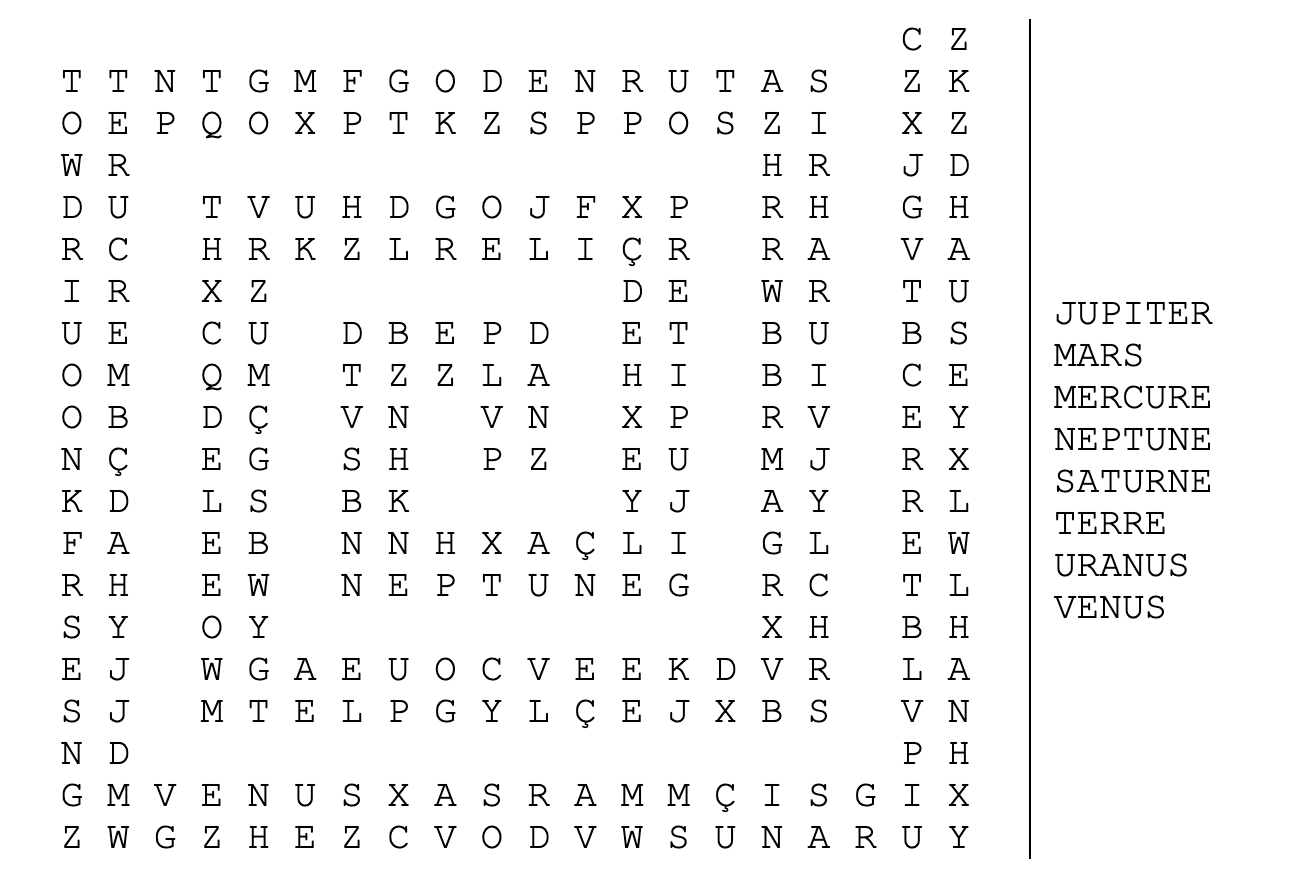 C Z
T T N T G M F G O D E N R U T A S Z K
O E P Q O X P T K Z S P P O S Z I X Z
W R H R J D
D U T V U H D G O J F X P R H G H
R C H R K Z L R E L I Ç R R A V A
I R X Z D E W R T U
U E C U D B E P D E T B U B S
O M Q M T Z Z L A H I B I C E
O B D Ç V N V N X P R V E Y
N Ç E G S H P Z E U M J R X
K D L S B K Y J A Y R L
F A E B N N H X A Ç L I G L E W
R H E W N E P T U N E G R C T L
S Y O Y X H B H
E J W G A E U O C V E E K D V R L A
S J M T E L P G Y L Ç E J X B S V N
N D P H
G M V E N U S X A S R A M M Ç I S G I X
Z W G Z H E Z C V O D V W S U N A R U Y
JUPITER
MARS
MERCURE
NEPTUNE
SATURNE
TERRE
URANUS
VENUS